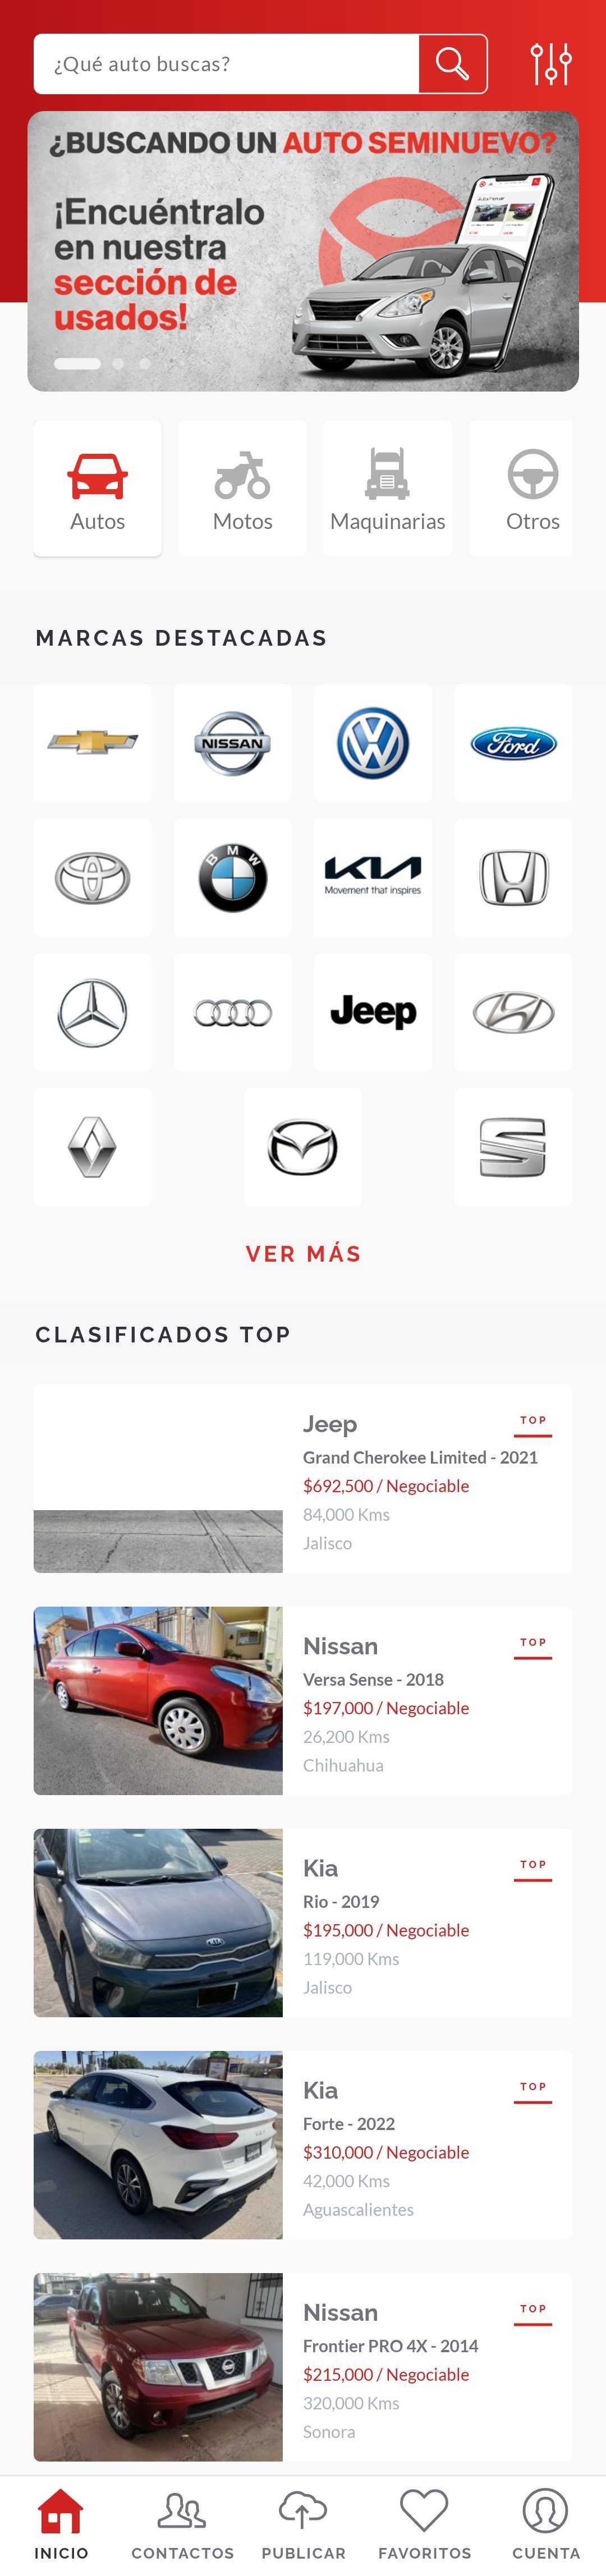 ¿Qué auto buscas?
¿BUSCANDO UN AUTO SEMINUEVO?
¡Encuéntralo
en nuestra
sección de
usados!
Autos
Motos
Maquinarias
Otros
MARCAS DESTACADAS
NISSAN
Ford
BMW
KIA
Movement that inspires
Jeep
VER MÁS
CLASIFICADOS TOP
Jeep
TOP
Grand Cherokee Limited - 2021
$692,500 / Negociable
84,000 Kms
Jalisco
Nissan
TOP
Versa Sense - 2018
$197,000 / Negociable
26,200 Kms
Chihuahua
Kia
TOP
Rio - 2019
$195,000 / Negociable
119,000 Kms
Jalisco
Kia
TOP
Forte - 2022
$310,000 / Negociable
42,000 Kms
Aguascalientes
Nissan
TOP
Frontier PRO 4X - 2014
$215,000 / Negociable
320,000 Kms
Sonora
INICIO
CONTACTOS
PUBLICAR
FAVORITOS
CUENTA